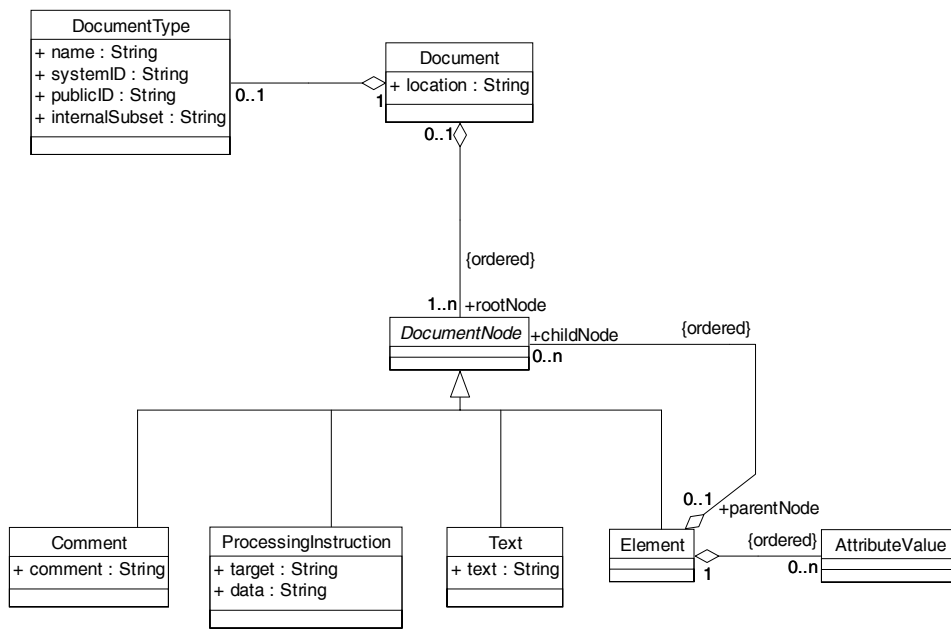 DocumentType
+ name : String
+ systemID : String
+ publicID : String
+ internalSubset : String
0..1
1
Document
+ location : String
0..1
{ordered}
1..n
+rootNode
DocumentNode
+childNode
{ordered}
0..n
0..1
+parentNode
Comment
+ comment : String
ProcessingInstruction
+ target : String
+ data : String
Text
+ text : String
Element
1
{ordered}
0..n
AttributeValue